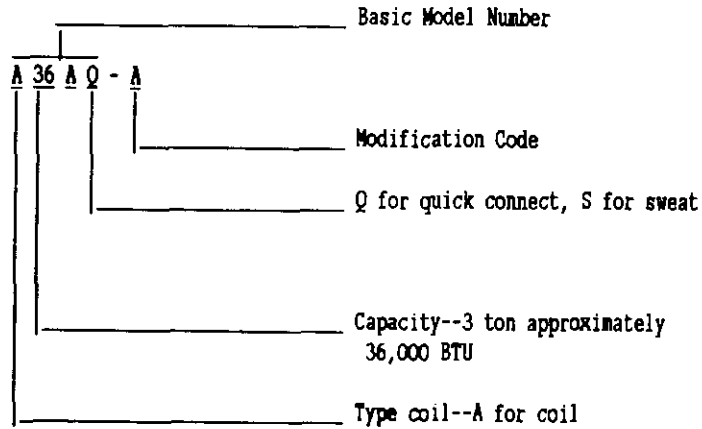 Basic Model Number
A 36 A Q - A
Modification Code
Q for quick connect, S for sweat
Capacity--3 ton approximately
36,000 BTU
Type coil--A for coil